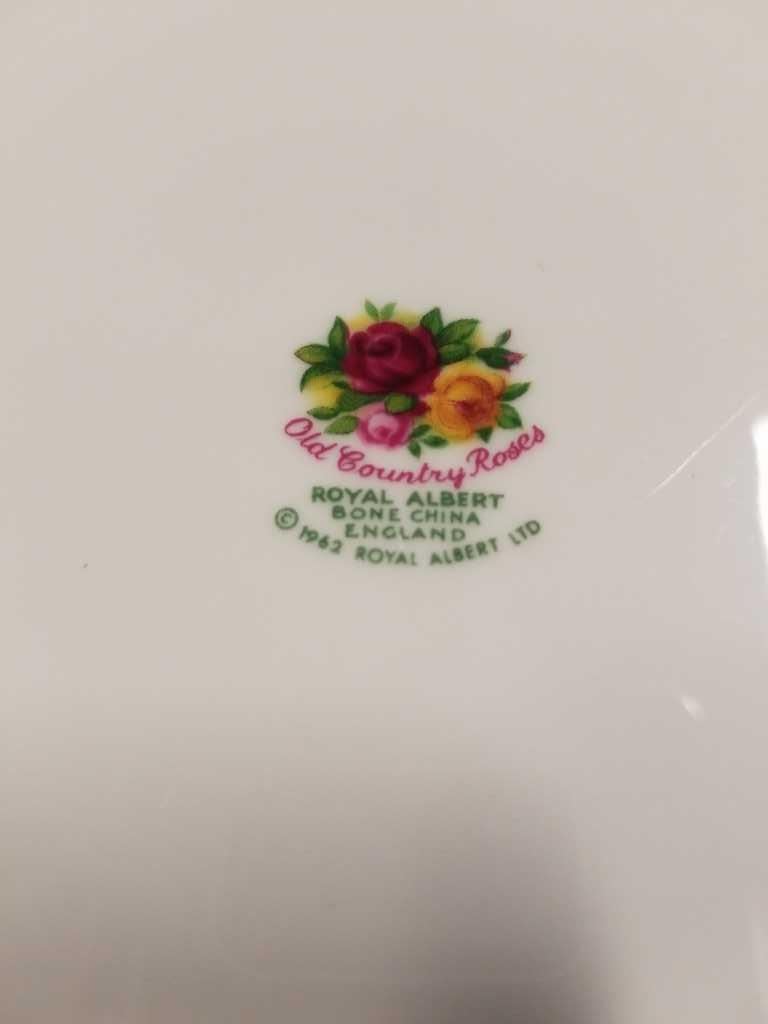 Old Country Roses
ROYAL ALBERT
BONE CHINA
ENGLAND
© 1962 ROYAL ALBERT LTD